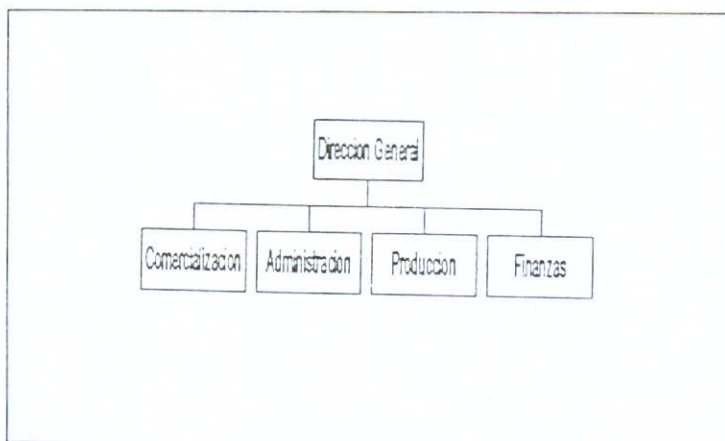 Direccion General
Comercializacion
Administracion
Produccion
Finanzas